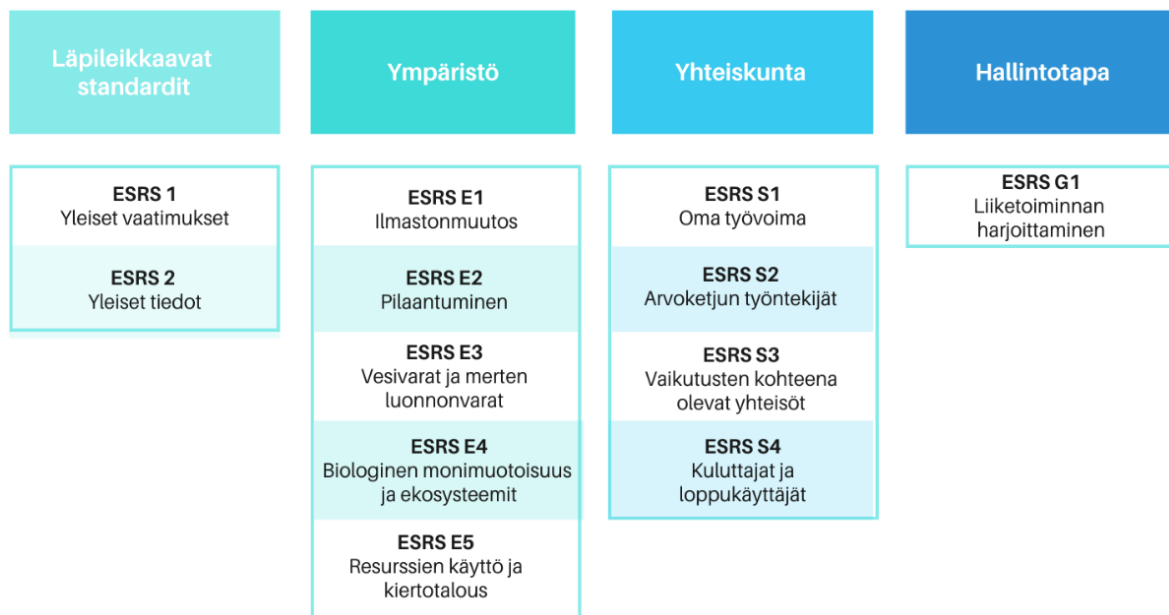 Läpileikkaavat
standardit
Ympäristö
Yhteiskunta
Hallintotapa
ESRS 1
Yleiset vaatimukset
ESRS 2
Yleiset tiedot
ESRS E1
Ilmastonmuutos
ESRS E2
Pilaantuminen
ESRS E3
Vesivarat ja merten
luonnonvarat
ESRS E4
Biologinen monimuotoisuus
ja ekosysteemit
ESRS E5
Resurssien käyttö ja
kiertotalous
ESRS S1
Oma työvoima
ESRS S2
Arvoketjun työntekijät
ESRS S3
Vaikutusten kohteena
olevat yhteisöt
ESRS S4
Kuluttajat ja
loppukäyttäjät
ESRS G1
Liiketoiminnan
harjoittaminen